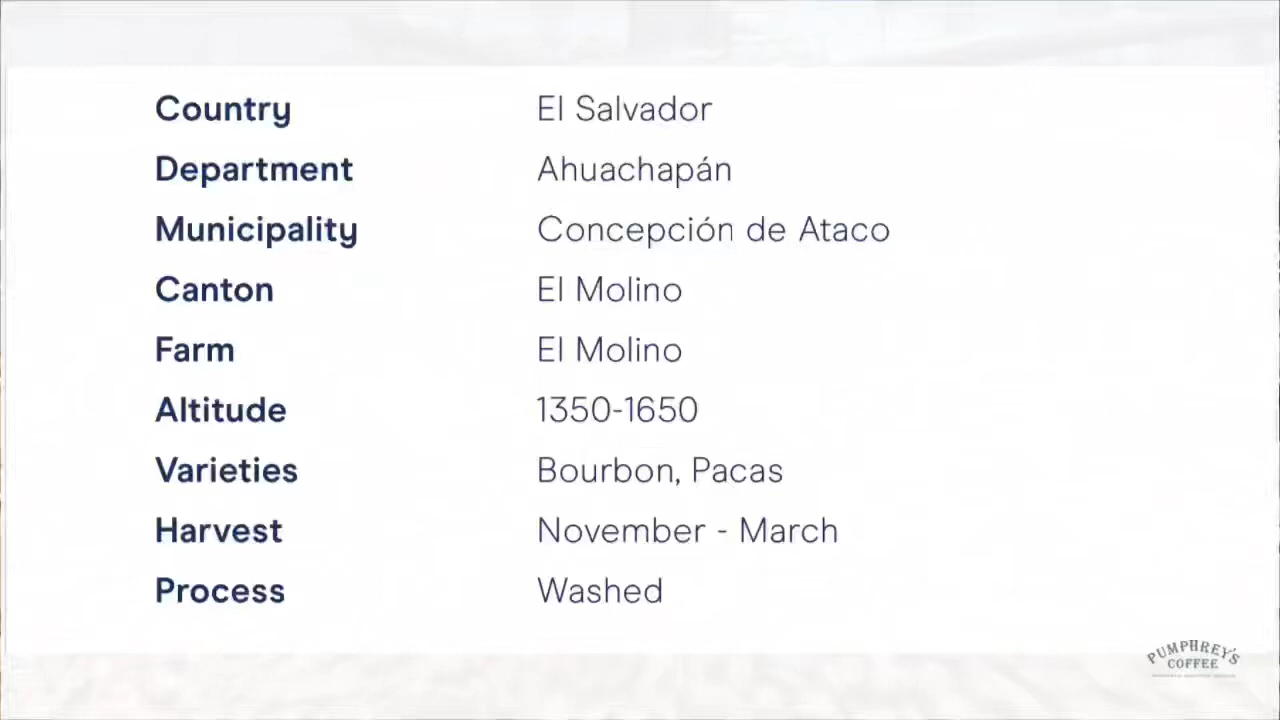 Country El Salvador
Department Ahuachapán
Municipality Concepción de Ataco
Canton El Molino
Farm El Molino
Altitude 1350-1650
Varieties Bourbon, Pacas
Harvest November - March
Process Washed
PUMPHREY'S
COFFEE